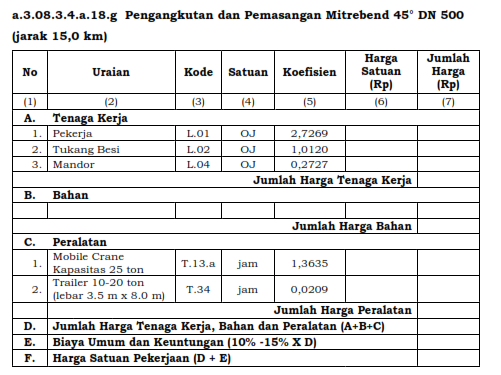 a.3.08.3.4.a.18.g Pengangkutan dan Pemasangan Mitrebend 45° DN 500
(jarak 15,0 km)
No Uraian Kode Satuan Koefisien Harga Satuan (Rp) Jumlah Harga (Rp)
(1) (2) (3) (4) (5) (6) (7)
A. Tenaga Kerja
1. Pekerja L.01 OJ 2,7269
2. Tukang Besi L.02 OJ 1,0120
3. Mandor L.04 OJ 0,2727
Jumlah Harga Tenaga Kerja
B. Bahan
Jumlah Harga Bahan
C. Peralatan
1. Mobile Crane Kapasitas 25 ton T.13.a jam 1,3635
2. Trailer 10-20 ton (lebar 3.5 m x 8.0 m) T.34 jam 0,0209
Jumlah Harga Peralatan
D. Jumlah Harga Tenaga Kerja, Bahan dan Peralatan (A+B+C)
E. Biaya Umum dan Keuntungan (10% -15% X D)
F. Harga Satuan Pekerjaan (D + E)